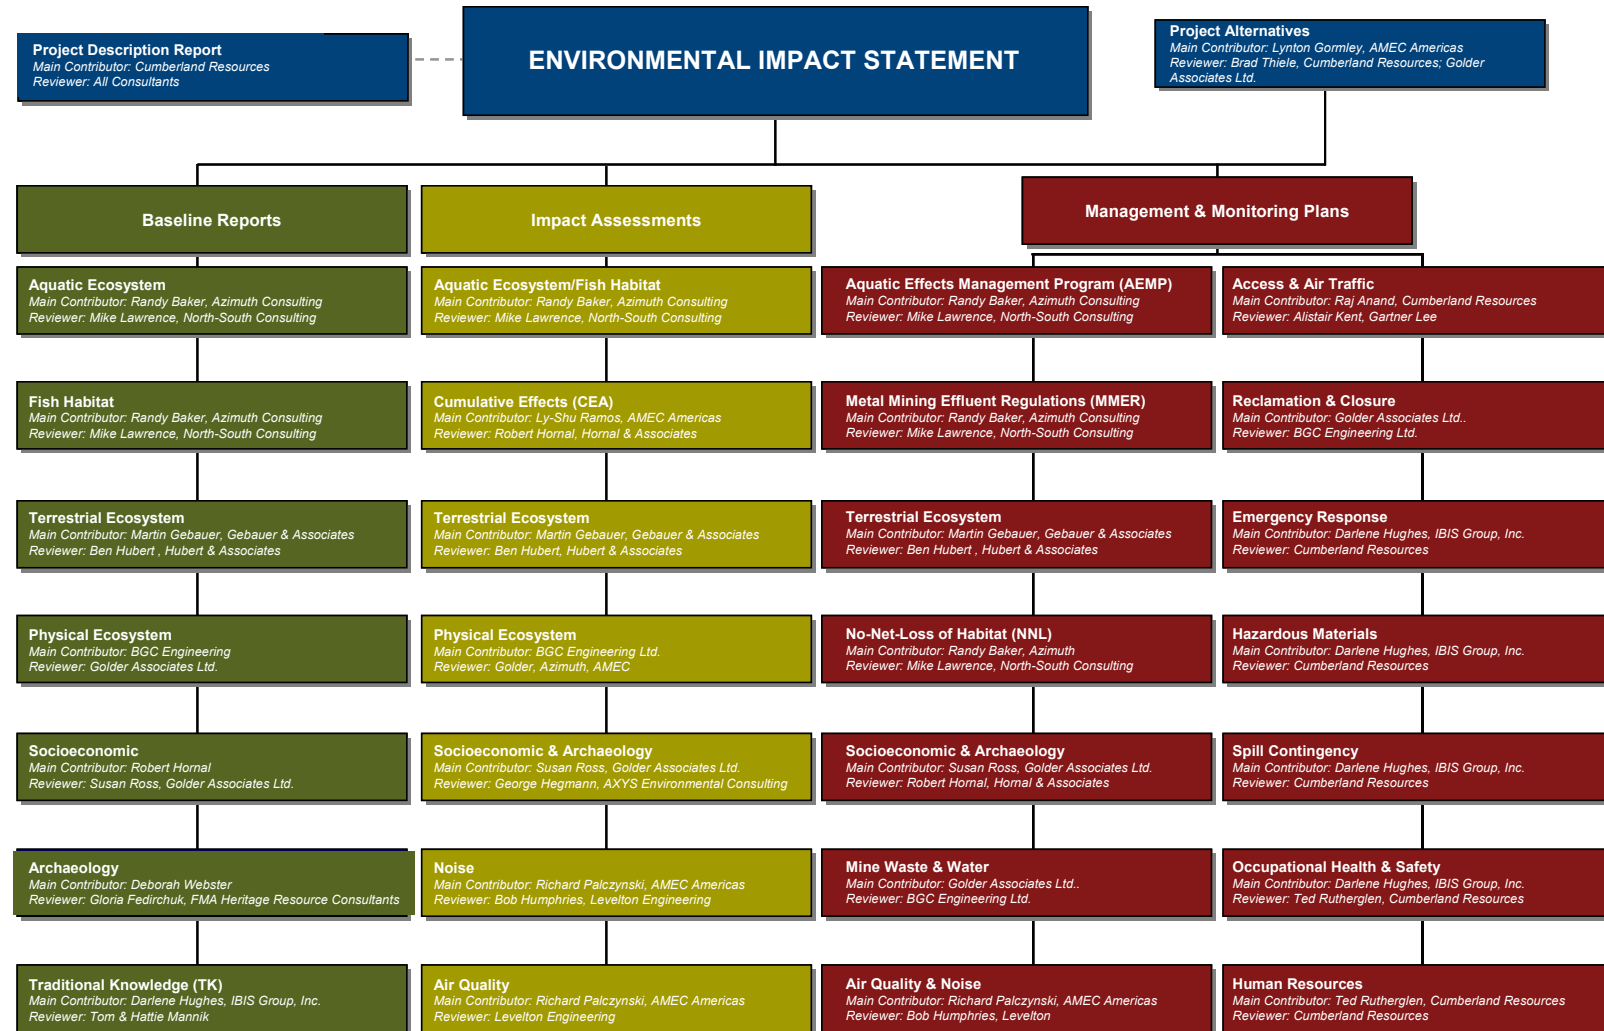 Project Description Report
Main Contributor: Cumberland Resources
Reviewer: All Consultants
ENVIRONMENTAL IMPACT STATEMENT
Project Alternatives
Main Contributor: Lynton Gormley, AMEC Americas
Reviewer: Brad Thiele, Cumberland Resources; Golder
Associates Ltd.
Baseline Reports
Aquatic Ecosystem
Main Contributor: Randy Baker, Azimuth Consulting
Reviewer: Mike Lawrence, North-South Consulting
Fish Habitat
Main Contributor: Randy Baker, Azimuth Consulting
Reviewer: Mike Lawrence, North-South Consulting
Terrestrial Ecosystem
Main Contributor: Martin Gebauer, Gebauer & Associates
Reviewer: Ben Hubert , Hubert & Associates
Physical Ecosystem
Main Contributor: BGC Engineering
Reviewer: Golder Associates Ltd.
Socioeconomic
Main Contributor: Robert Hornal
Reviewer: Susan Ross, Golder Associates Ltd.
Archaeology
Main Contributor: Deborah Webster
Reviewer: Gloria Fedirchuk, FMA Heritage Resource Consultants
Traditional Knowledge (TK)
Main Contributor: Darlene Hughes, IBIS Group, Inc.
Reviewer: Tom & Hattie Mannik
Impact Assessments
Aquatic Ecosystem/Fish Habitat
Main Contributor: Randy Baker, Azimuth Consulting
Reviewer: Mike Lawrence, North-South Consulting
Cumulative Effects (CEA)
Main Contributor: Ly-Shu Ramos, AMEC Americas
Reviewer: Robert Hornal, Hornal & Associates
Terrestrial Ecosystem
Main Contributor: Martin Gebauer, Gebauer & Associates
Reviewer: Ben Hubert, Hubert & Associates
Physical Ecosystem
Main Contributor: BGC Engineering Ltd.
Reviewer: Golder, Azimuth, AMEC
Socioeconomic & Archaeology
Main Contributor: Susan Ross, Golder Associates Ltd.
Reviewer: George Hegmann, AXYS Environmental Consulting
Noise
Main Contributor: Richard Palczynski, AMEC Americas
Reviewer: Bob Humphries, Levelton Engineering
Air Quality
Main Contributor: Richard Palczynski, AMEC Americas
Reviewer: Levelton Engineering
Management & Monitoring Plans
Aquatic Effects Management Program (AEMP)
Main Contributor: Randy Baker, Azimuth Consulting
Reviewer: Mike Lawrence, North-South Consulting
Metal Mining Effluent Regulations (MMER)
Main Contributor: Randy Baker, Azimuth Consulting
Reviewer: Mike Lawrence, North-South Consulting
Terrestrial Ecosystem
Main Contributor: Martin Gebauer, Gebauer & Associates
Reviewer: Ben Hubert , Hubert & Associates
No-Net-Loss of Habitat (NNL)
Main Contributor: Randy Baker, Azimuth
Reviewer: Mike Lawrence, North-South Consulting
Socioeconomic & Archaeology
Main Contributor: Susan Ross, Golder Associates Ltd.
Reviewer: Robert Hornal, Hornal & Associates
Mine Waste & Water
Main Contributor: Golder Associates Ltd..
Reviewer: BGC Engineering Ltd.
Air Quality & Noise
Main Contributor: Richard Palczynski, AMEC Americas
Reviewer: Bob Humphries, Levelton
Access & Air Traffic
Main Contributor: Raj Anand, Cumberland Resources
Reviewer: Alistair Kent, Gartner Lee
Reclamation & Closure
Main Contributor: Golder Associates Ltd..
Reviewer: BGC Engineering Ltd.
Emergency Response
Main Contributor: Darlene Hughes, IBIS Group, Inc.
Reviewer: Cumberland Resources
Hazardous Materials
Main Contributor: Darlene Hughes, IBIS Group, Inc.
Reviewer: Cumberland Resources
Spill Contingency
Main Contributor: Darlene Hughes, IBIS Group, Inc.
Reviewer: Cumberland Resources
Occupational Health & Safety
Main Contributor: Darlene Hughes, IBIS Group, Inc.
Reviewer: Ted Rutherglen, Cumberland Resources
Human Resources
Main Contributor: Ted Rutherglen, Cumberland Resources
Reviewer: Cumberland Resources